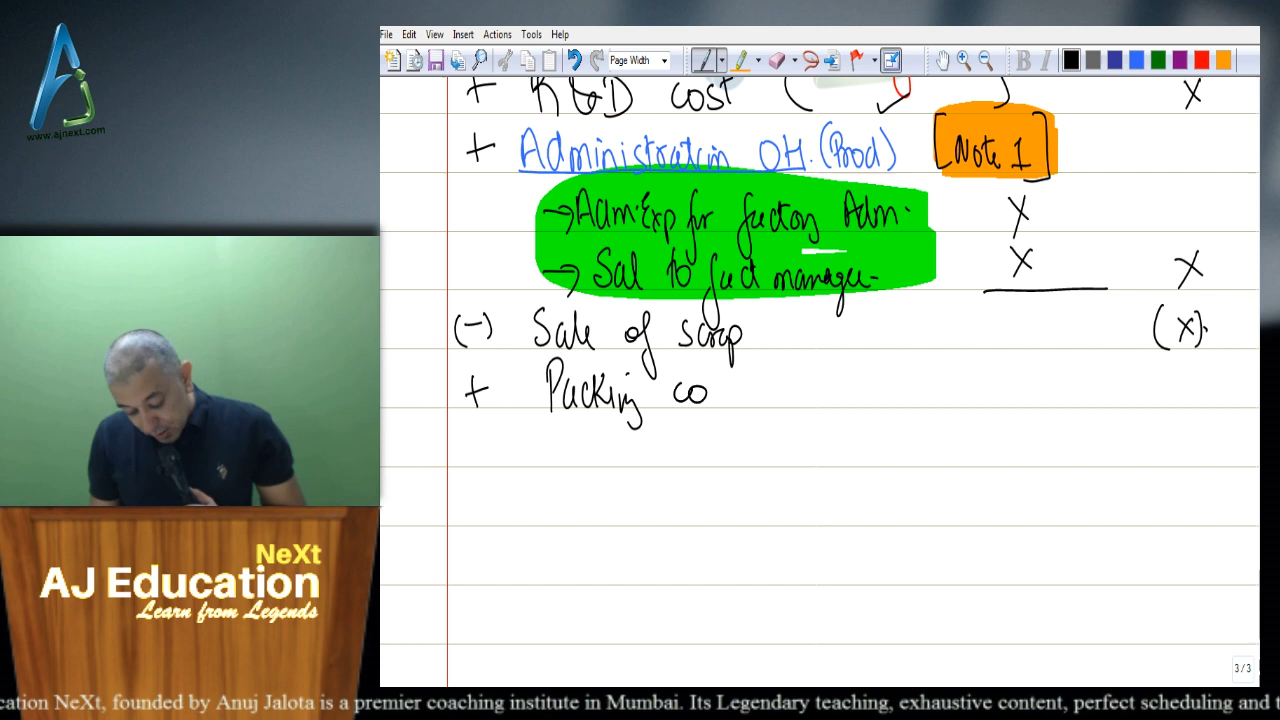 www.ajnext.com
File Edit View Insert Actions Tools Help
Page Width
B I
+ R&D cost ( ) X
+ Administration OH. (Prod) [Note 1]
→ Adm. Exp for factory Adm. X
→ Sal to fact manager X X
(-) Sale of scrap (X)
+ Packing co
3/3
NeXt
AJ Education
Learn from Legends
cation NeXt, founded by Anuj Jalota is a premier coaching institute in Mumbai. Its Legendary teaching, exhaustive content, perfect scheduling and